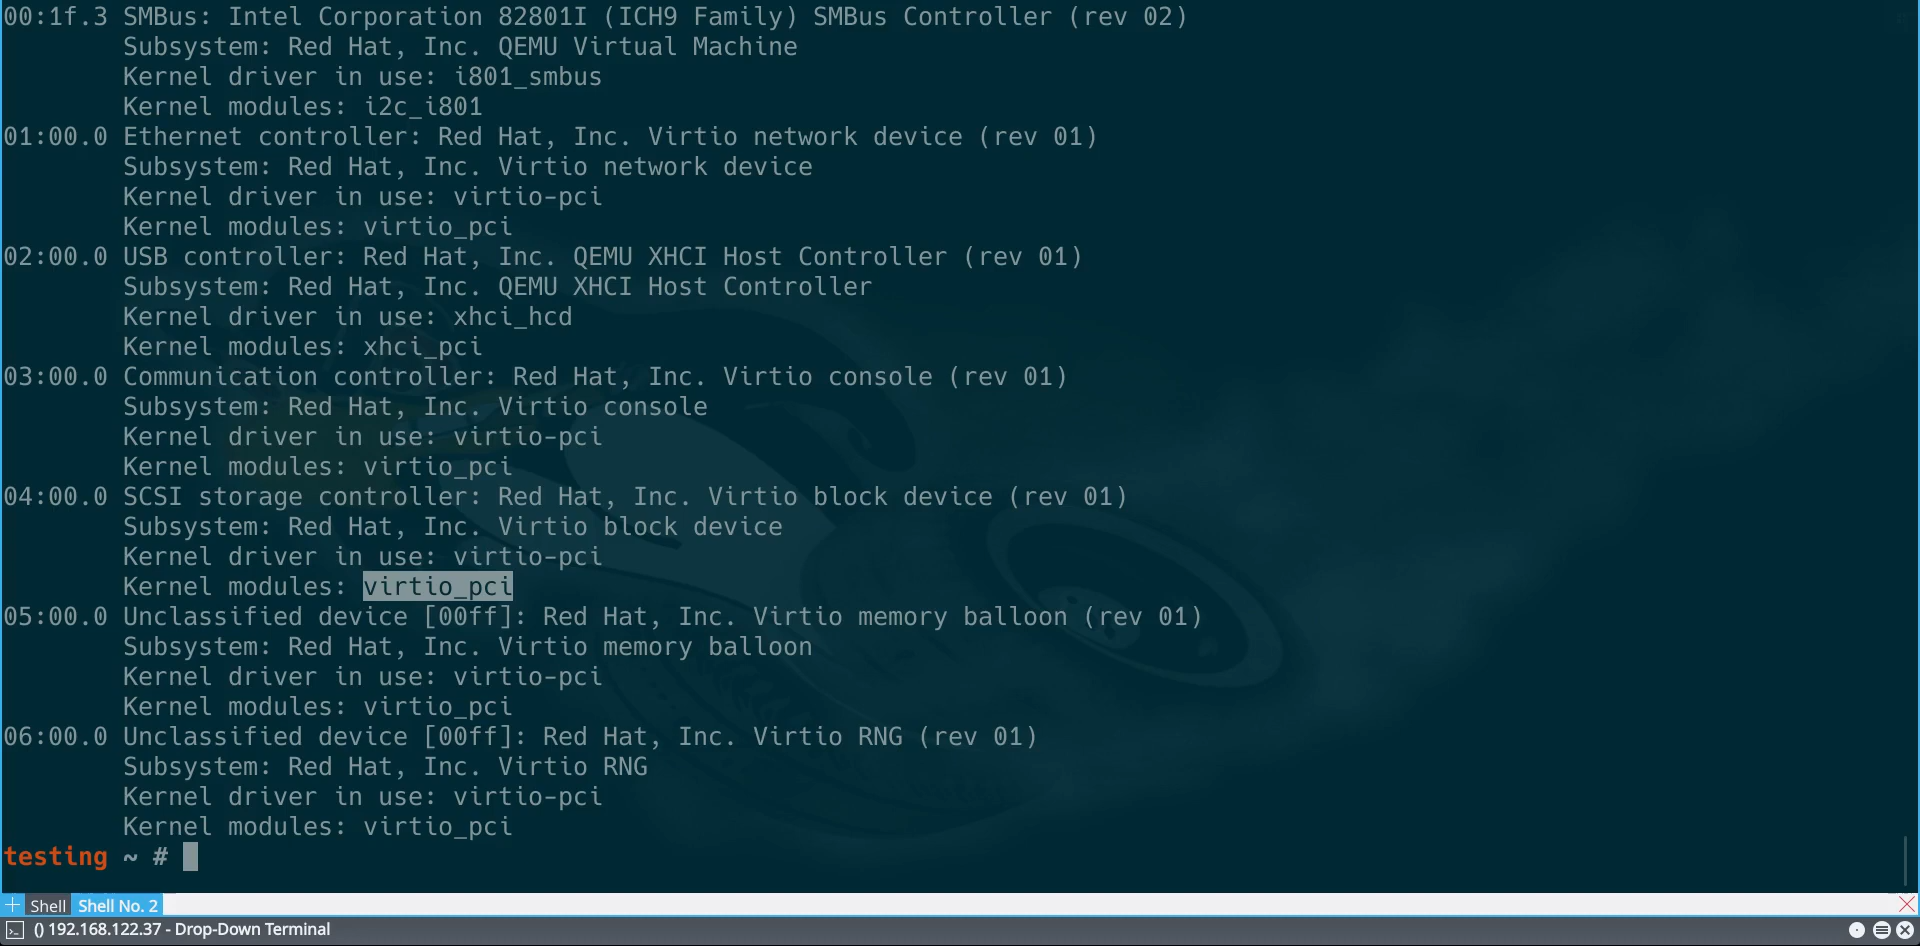 00:1f.3 SMBus: Intel Corporation 82801I (ICH9 Family) SMBus Controller (rev 02)
Subsystem: Red Hat, Inc. QEMU Virtual Machine
Kernel driver in use: i801_smbus
Kernel modules: i2c_i801
01:00.0 Ethernet controller: Red Hat, Inc. Virtio network device (rev 01)
Subsystem: Red Hat, Inc. Virtio network device
Kernel driver in use: virtio-pci
Kernel modules: virtio_pci
02:00.0 USB controller: Red Hat, Inc. QEMU XHCI Host Controller (rev 01)
Subsystem: Red Hat, Inc. QEMU XHCI Host Controller
Kernel driver in use: xhci_hcd
Kernel modules: xhci_pci
03:00.0 Communication controller: Red Hat, Inc. Virtio console (rev 01)
Subsystem: Red Hat, Inc. Virtio console
Kernel driver in use: virtio-pci
Kernel modules: virtio_pci
04:00.0 SCSI storage controller: Red Hat, Inc. Virtio block device (rev 01)
Subsystem: Red Hat, Inc. Virtio block device
Kernel driver in use: virtio-pci
Kernel modules: virtio_pci
05:00.0 Unclassified device [00ff]: Red Hat, Inc. Virtio memory balloon (rev 01)
Subsystem: Red Hat, Inc. Virtio memory balloon
Kernel driver in use: virtio-pci
Kernel modules: virtio_pci
06:00.0 Unclassified device [00ff]: Red Hat, Inc. Virtio RNG (rev 01)
Subsystem: Red Hat, Inc. Virtio RNG
Kernel driver in use: virtio-pci
Kernel modules: virtio_pci
testing ~ #
Shell Shell No. 2
() 192.168.122.37 - Drop-Down Terminal